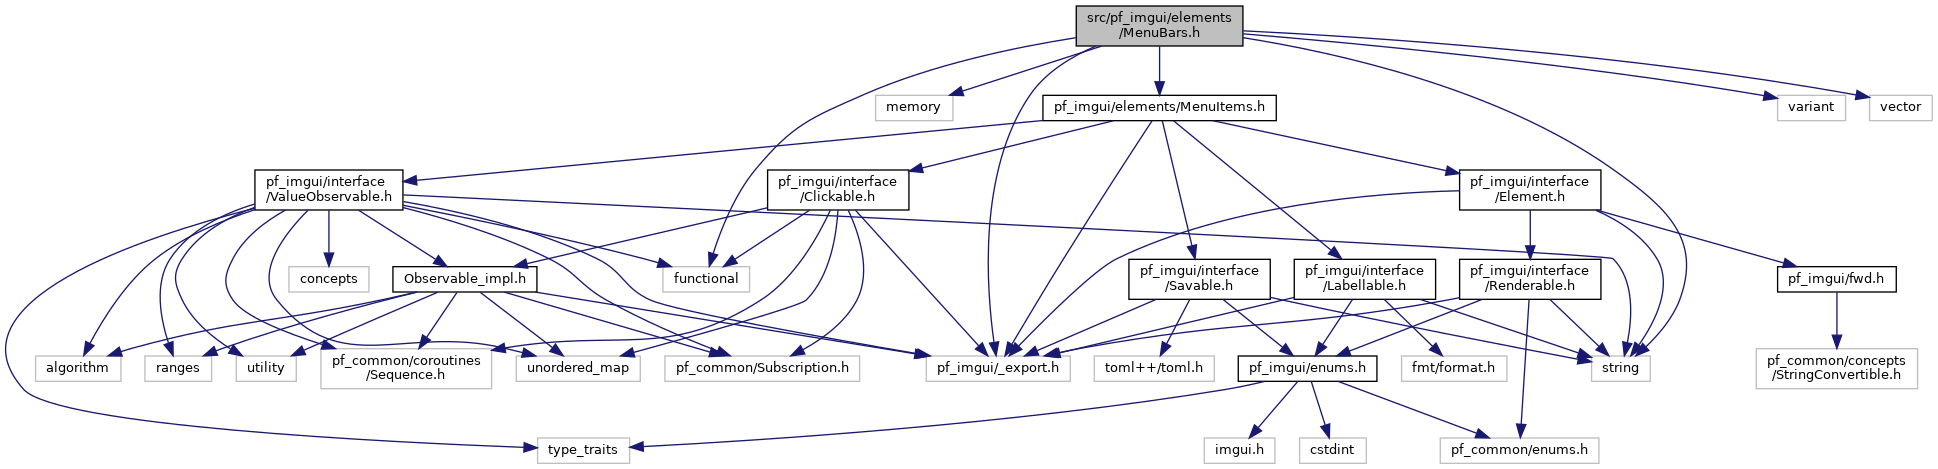 src/pf_imgui/elements
/MenuBars.h
memory
pf_imgui/elements/MenuItems.h
variant
vector
pf_imgui/interface
/ValueObservable.h
pf_imgui/interface
/Clickable.h
pf_imgui/interface
/Element.h
concepts
Observable_impl.h
functional
pf_imgui/interface
/Savable.h
pf_imgui/interface
/Labellable.h
pf_imgui/interface
/Renderable.h
pf_imgui/fwd.h
algorithm
ranges
utility
pf_common/coroutines
/Sequence.h
unordered_map
pf_common/Subscription.h
pf_imgui/_export.h
toml++/toml.h
pf_imgui/enums.h
fmt/format.h
string
pf_common/concepts
/StringConvertible.h
type_traits
imgui.h
cstdint
pf_common/enums.h